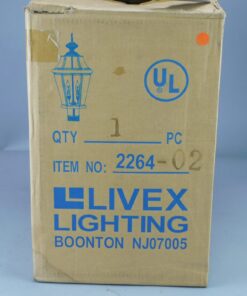 UL
QTY 1 PC
ITEM NO: 2264-02
LIVEX
LIGHTING
BOONTON NJ07005